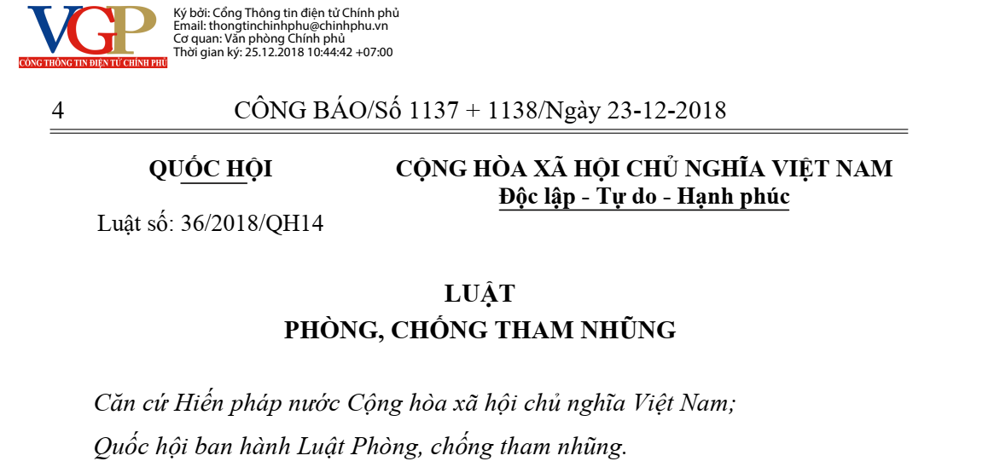 VGP
CỔNG THÔNG TIN ĐIỆN TỬ CHÍNH PHỦ
Ký bởi: Cổng Thông tin điện tử Chính phủ
Email: thongtinchinhphu@chinhphu.vn
Cơ quan: Văn phòng Chính phủ
Thời gian ký: 25.12.2018 10:44:42 +07:00
4 CÔNG BÁO/Số 1137 + 1138/Ngày 23-12-2018
QUỐC HỘI CỘNG HÒA XÃ HỘI CHỦ NGHĨA VIỆT NAM
Độc lập - Tự do - Hạnh phúc
Luật số: 36/2018/QH14
LUẬT
PHÒNG, CHỐNG THAM NHŨNG
Căn cứ Hiến pháp nước Cộng hòa xã hội chủ nghĩa Việt Nam;
Quốc hội ban hành Luật Phòng, chống tham nhũng.